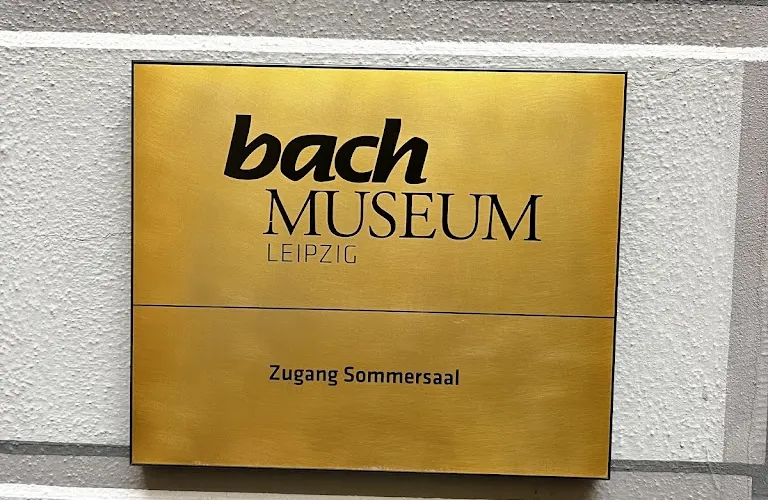 bach
MUSEUM
LEIPZIG
Zugang Sommersaal